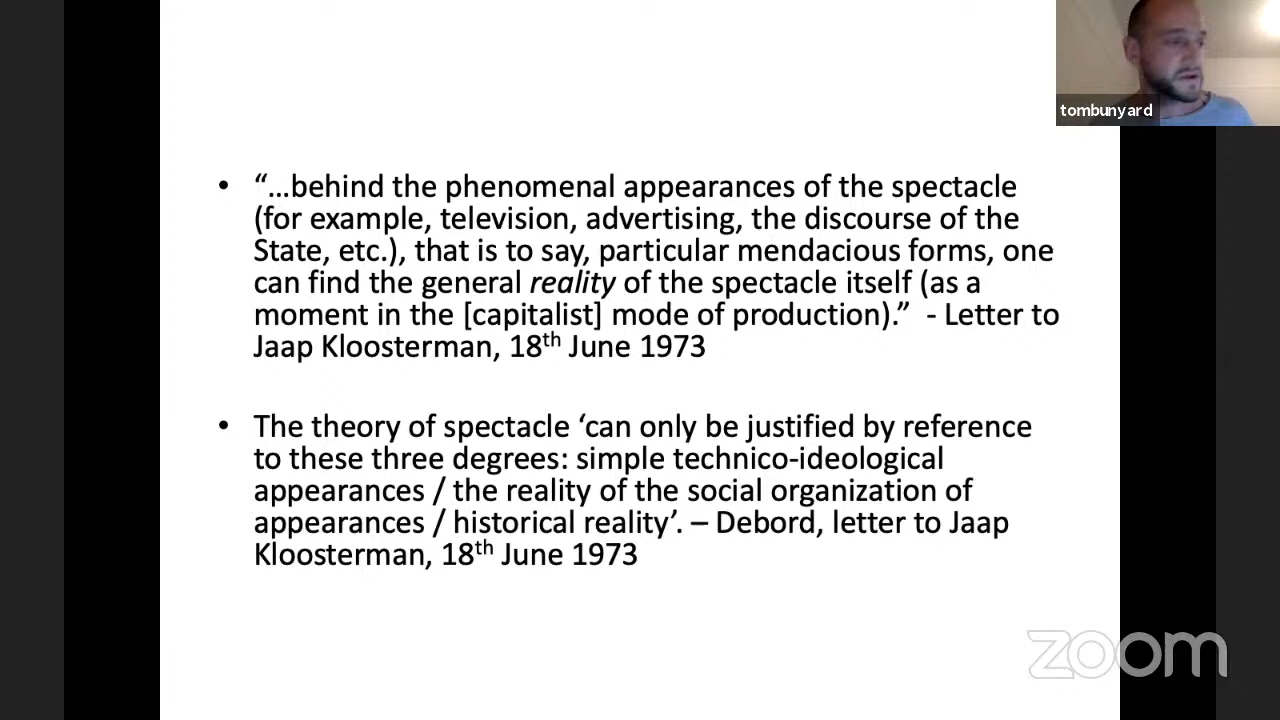 tombunyard
• “…behind the phenomenal appearances of the spectacle
(for example, television, advertising, the discourse of the
State, etc.), that is to say, particular mendacious forms, one
can find the general reality of the spectacle itself (as a
moment in the [capitalist] mode of production).”  - Letter to
Jaap Kloosterman, 18th June 1973
• The theory of spectacle ‘can only be justified by reference
to these three degrees: simple technico-ideological
appearances / the reality of the social organization of
appearances / historical reality’. – Debord, letter to Jaap
Kloosterman, 18th June 1973
zoom